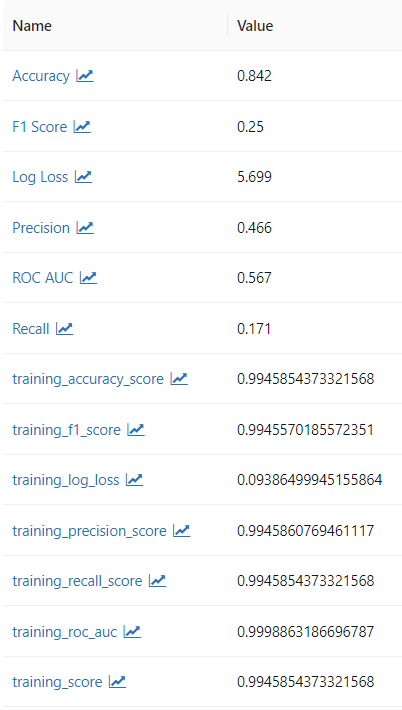 Name Value
Accuracy 0.842
F1 Score 0.25
Log Loss 5.699
Precision 0.466
ROC AUC 0.567
Recall 0.171
training_accuracy_score 0.9945854373321568
training_f1_score 0.9945570185572351
training_log_loss 0.09386499945155864
training_precision_score 0.9945860769461117
training_recall_score 0.9945854373321568
training_roc_auc 0.9998863186696787
training_score 0.9945854373321568